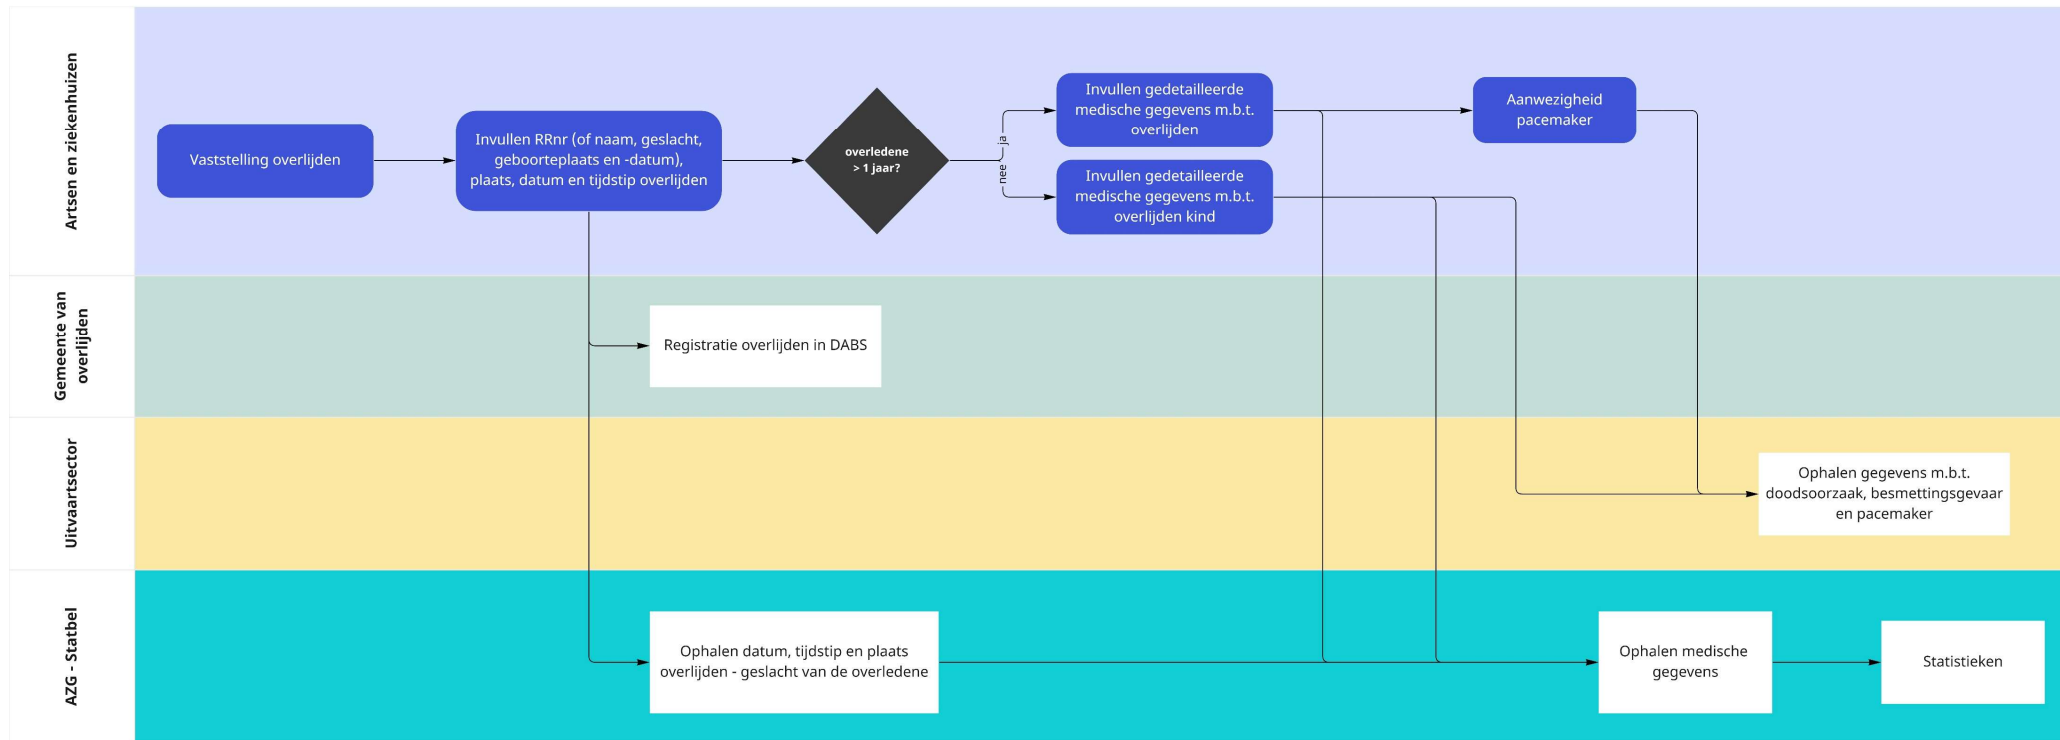 Artsen en ziekenhuizen
Vaststelling overlijden
Invullen RRnr (of naam, geslacht,
geboorteplaats en -datum),
plaats, datum en tijdstip overlijden
overledene
> 1 jaar?
ja
nee
Invullen gedetailleerde
medische gegevens m.b.t.
overlijden
Invullen gedetailleerde
medische gegevens m.b.t.
overlijden kind
Aanwezigheid
pacemaker
Gemeente van
overlijden
Registratie overlijden in DABS
Uitvaartsector
Ophalen gegevens m.b.t.
doodsoorzaak, besmettingsgevaar
en pacemaker
AZG - Statbel
Ophalen datum, tijdstip en plaats
overlijden - geslacht van de overledene
Ophalen medische
gegevens
Statistieken